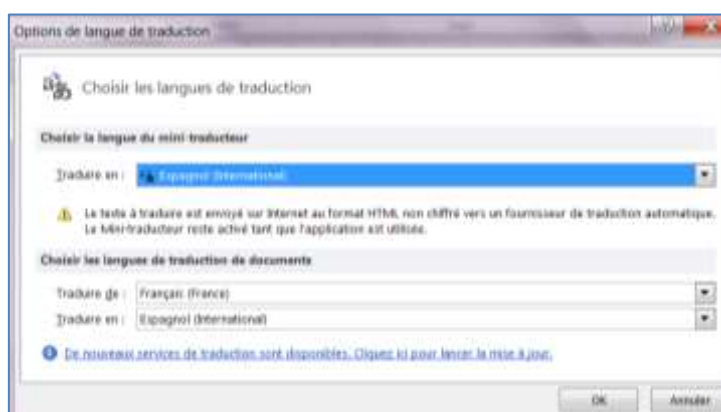 Options de langue de traduction
Choisir les langues de traduction
Choisir la langue du mini-traducteur
Traduire en : Espagnol (International)
Le texte à traduire est envoyé sur Internet au format HTML non chiffré vers un fournisseur de traduction automatique.
Le Mini-traducteur reste activé tant que l'application est utilisée.
Choisir les langues de traduction de documents
Traduire de : Français (France)
Traduire en : Espagnol (International)
De nouveaux services de traduction sont disponibles. Cliquez ici pour lancer la mise à jour.
OK Annuler